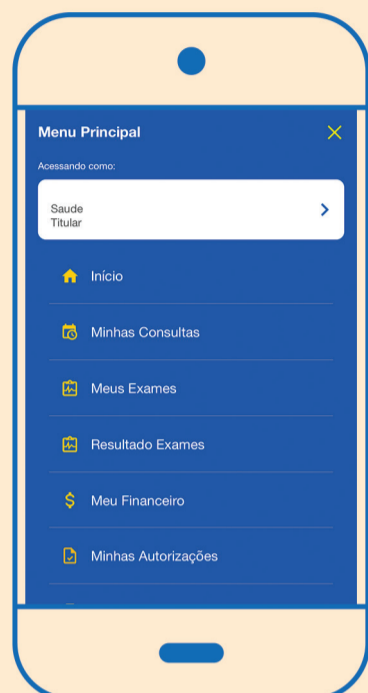 Menu Principal
Acessando como:
Saude
Titular
Início
Minhas Consultas
Meus Exames
Resultado Exames
Meu Financeiro
Minhas Autorizações